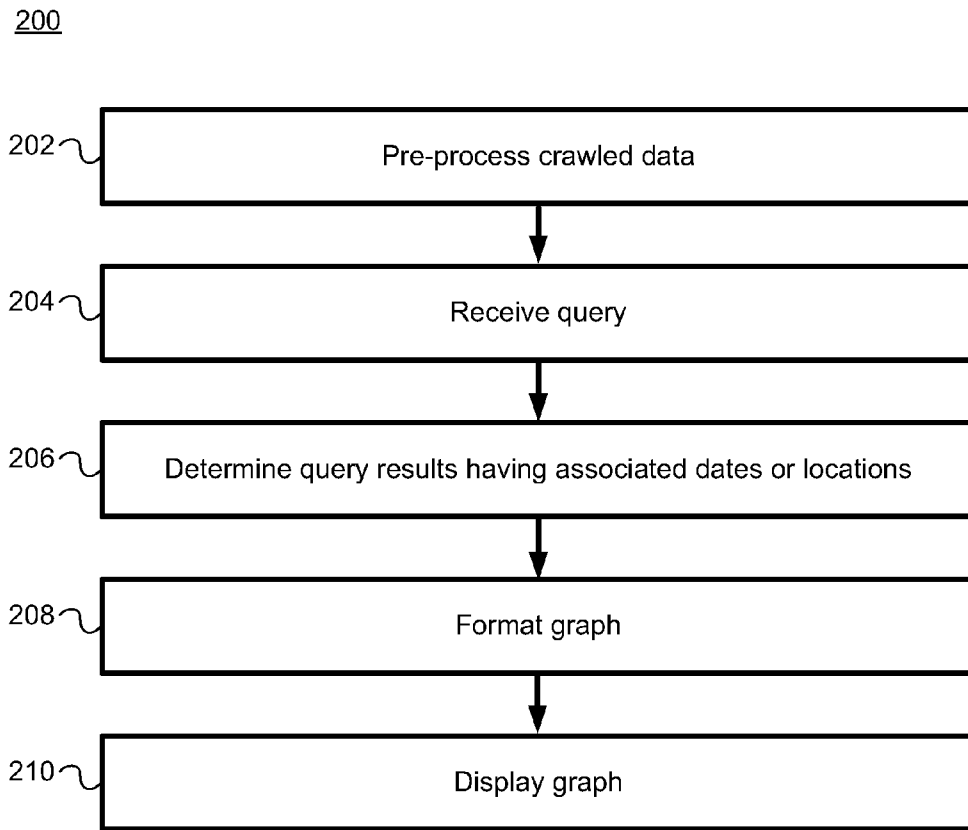 200
202
Pre-process crawled data
204
Receive query
206
Determine query results having associated dates or locations
208
Format graph
210
Display graph